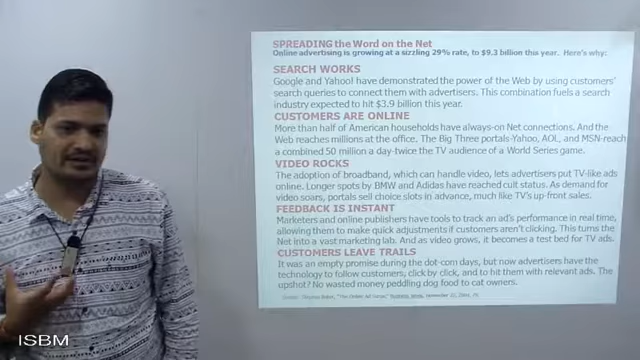 SPREADING the Word on the Net
Online advertising is growing at a sizzling 29% rate, to $9.3 billion this year. Here's why:
SEARCH WORKS
Google and Yahoo! have demonstrated the power of the Web by using customers'
search queries to connect them with advertisers. This combination fuels a search
industry expected to hit $3.9 billion this year.
CUSTOMERS ARE ONLINE
More than half of American households have always-on Net connections. And the
Web reaches millions at the office. The Big Three portals-Yahoo, AOL, and MSN-reach
a combined 50 million a day-twice the TV audience of a World Series game.
VIDEO ROCKS
The adoption of broadband, which can handle video, lets advertisers put TV-like ads
online. Longer spots by BMW and Adidas have reached cult status. As demand for
video soars, portals sell choice slots in advance, much like TV's up-front sales.
FEEDBACK IS INSTANT
Marketers and online publishers have tools to track an ad's performance in real time,
allowing them to make quick adjustments if customers aren't clicking. This turns the
Net into a vast marketing lab. And as video grows, it becomes a test bed for TV ads.
CUSTOMERS LEAVE TRAILS
It was an empty promise during the dot-com days, but now advertisers have the
technology to follow customers, click by click, and to hit them with relevant ads. The
upshot? No wasted money peddling dog food to cat owners.
Source: Stephen Baker, "The Online Ad Surge," Business Week, November 22, 2004,
ISBM